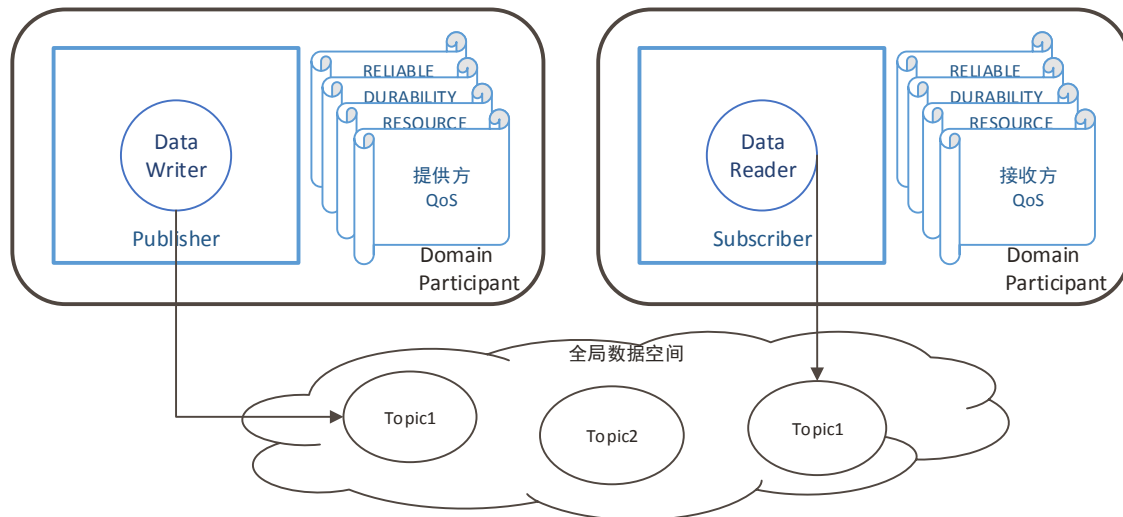 RELIABLE
DURABILITY
RESOURCE
提供方
QoS
Data
Writer
Publisher
Domain
Participant
RELIABLE
DURABILITY
RESOURCE
接收方
QoS
Data
Reader
Subscriber
Domain
Participant
全局数据空间
Topic1
Topic2
Topic1